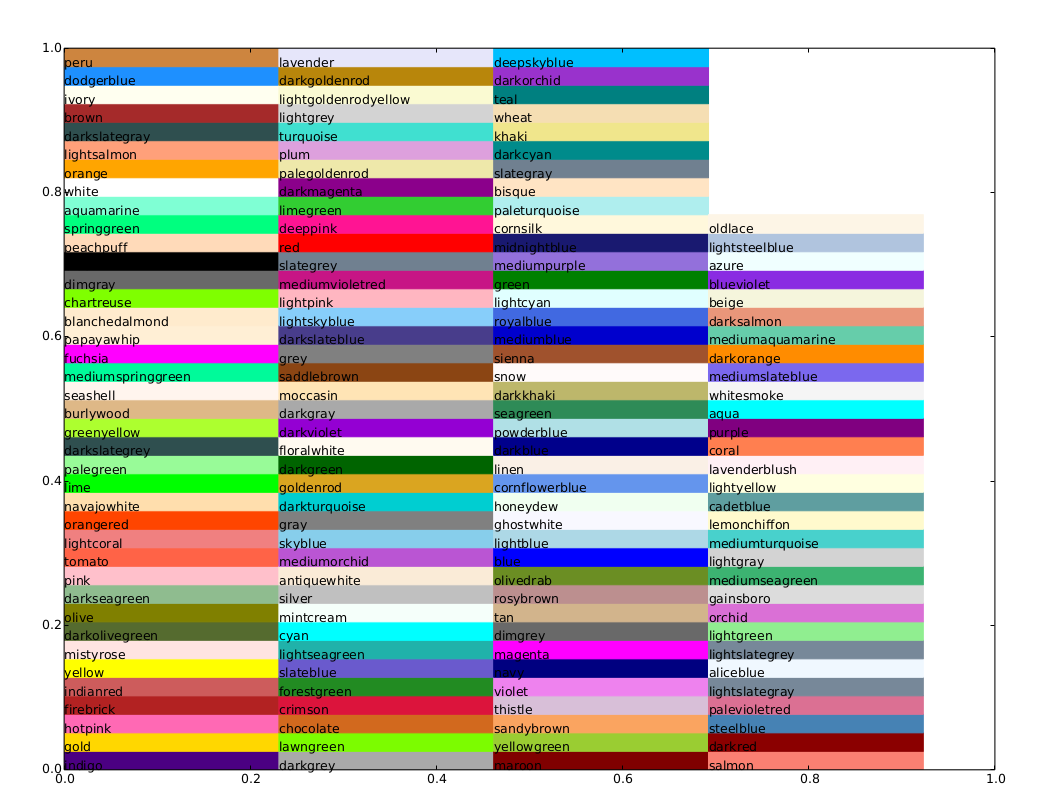 1.0
0.8
0.6
0.4
0.2
0.0
peru
dodgerblue
ivory
brown
darkslategray
lightsalmon
orange
white
aquamarine
springgreen
peachpuff
dimgray
chartreuse
blanchedalmond
papayawhip
fuchsia
mediumspringgreen
seashell
burlywood
greenyellow
darkslategrey
palegreen
lime
navajowhite
orangered
lightcoral
tomato
pink
darkseagreen
olive
darkolivegreen
mistyrose
yellow
indianred
firebrick
hotpink
gold
indigo
lavender
darkgoldenrod
lightgoldenrodyellow
lightgrey
turquoise
plum
palegoldenrod
darkmagenta
limegreen
deeppink
red
slategrey
mediumvioletred
lightpink
lightskyblue
darkslateblue
grey
saddlebrown
moccasin
darkgray
darkviolet
floralwhite
darkgreen
goldenrod
darkturquoise
gray
skyblue
mediumorchid
antiquewhite
silver
mintcream
cyan
lightseagreen
slateblue
forestgreen
crimson
chocolate
lawngreen
darkgrey
deepskyblue
darkorchid
teal
wheat
khaki
darkcyan
slategray
bisque
paleturquoise
cornsilk
midnightblue
mediumpurple
green
lightcyan
royalblue
mediumblue
sienna
snow
darkkhaki
seagreen
powderblue
darkblue
linen
cornflowerblue
honeydew
ghostwhite
lightblue
blue
olivedrab
rosybrown
tan
dimgrey
magenta
navy
violet
thistle
sandybrown
yellowgreen
maroon
oldlace
lightsteelblue
azure
blueviolet
beige
darksalmon
mediumaquamarine
darkorange
mediumslateblue
whitesmoke
aqua
purple
coral
lavenderblush
lightyellow
cadetblue
lemonchiffon
mediumturquoise
lightgray
mediumseagreen
gainsboro
orchid
lightgreen
lightslategrey
aliceblue
lightslategray
palevioletred
steelblue
darkred
salmon
0.0 0.2 0.4 0.6 0.8 1.0